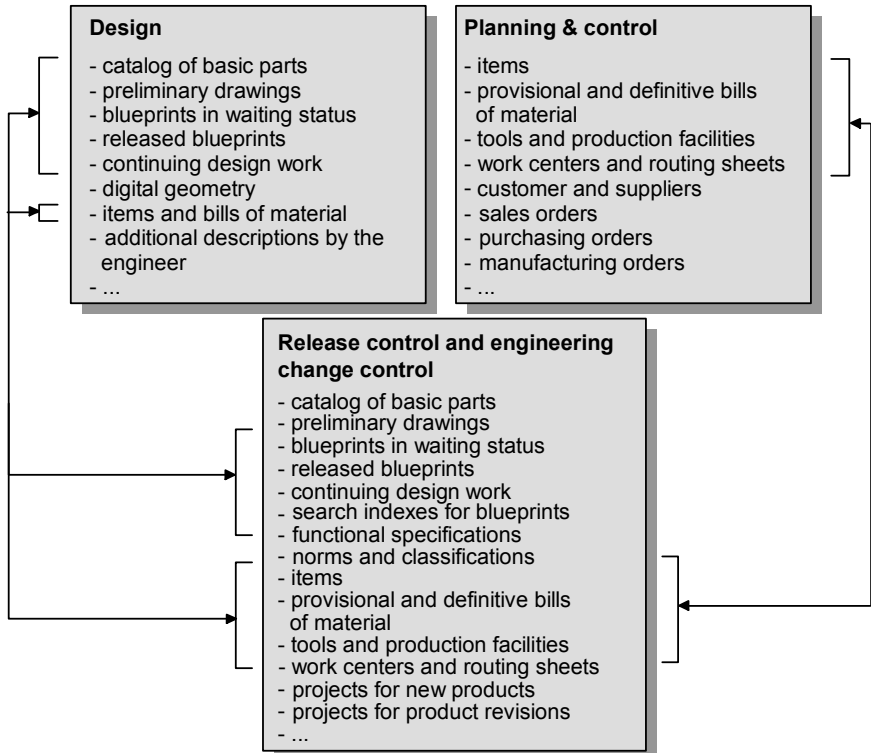 Design
- catalog of basic parts
- preliminary drawings
- blueprints in waiting status
- released blueprints
- continuing design work
- digital geometry
- items and bills of material
- additional descriptions by the
engineer
- ...
Planning & control
- items
- provisional and definitive bills
of material
- tools and production facilities
- work centers and routing sheets
- customer and suppliers
- sales orders
- purchasing orders
- manufacturing orders
- ...
Release control and engineering
change control
- catalog of basic parts
- preliminary drawings
- blueprints in waiting status
- released blueprints
- continuing design work
- search indexes for blueprints
- functional specifications
- norms and classifications
- items
- provisional and definitive bills
of material
- tools and production facilities
- work centers and routing sheets
- projects for new products
- projects for product revisions
- ...